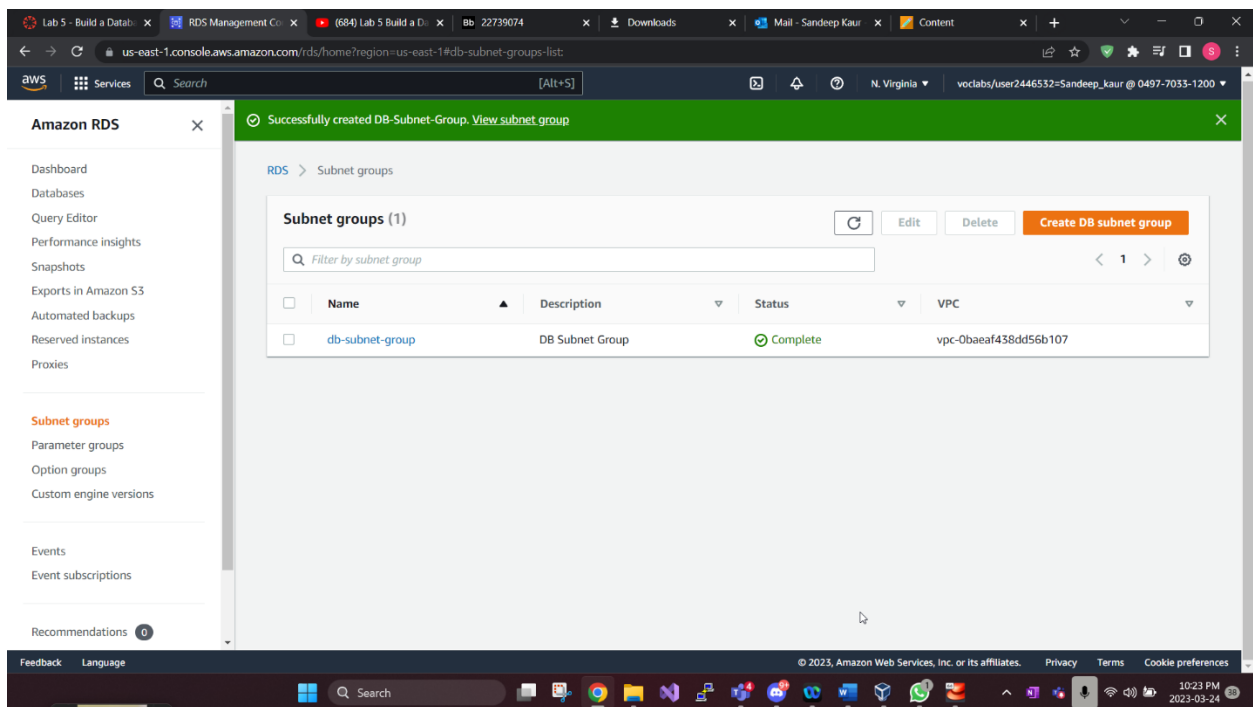 Lab 5 - Build a Databa
RDS Management Co
(684) Lab 5 Build a Da
Bb 22739074
Downloads
Mail - Sandeep Kaur
Content
us-east-1.console.aws.amazon.com/rds/home?region=us-east-1#db-subnet-groups-list:
S
aws
Services
Search
[Alt+S]
N. Virginia
voclabs/user2446532=Sandeep_kaur @ 0497-7033-1200
Amazon RDS
Successfully created DB-Subnet-Group. View subnet group
Dashboard
Databases
Query Editor
Performance insights
Snapshots
Exports in Amazon S3
Automated backups
Reserved instances
Proxies
Subnet groups
Parameter groups
Option groups
Custom engine versions
Events
Event subscriptions
Recommendations 0
RDS > Subnet groups
Subnet groups (1)
Edit
Delete
Create DB subnet group
Filter by subnet group
< 1 >
Name
Description
Status
VPC
db-subnet-group
DB Subnet Group
Complete
vpc-0baeaf438dd56b107
Feedback
Language
© 2023, Amazon Web Services, Inc. or its affiliates.
Privacy
Terms
Cookie preferences
Search
10:23 PM
2023-03-24